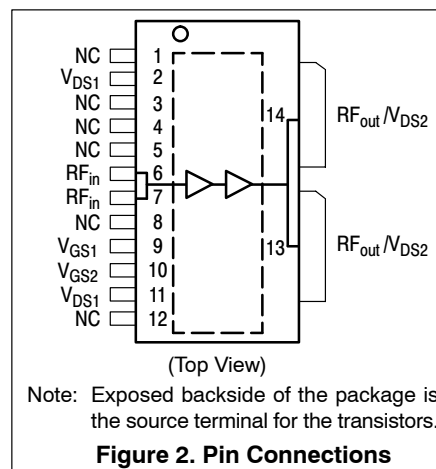 NC 1
VDS1 2
NC 3
NC 4
NC 5
RFin 6
RFin 7
NC 8
VGS1 9
VGS2 10
VDS1 11
NC 12
14 RFout/VDS2
13 RFout/VDS2
(Top View)
Note: Exposed backside of the package is
the source terminal for the transistors.
Figure 2. Pin Connections